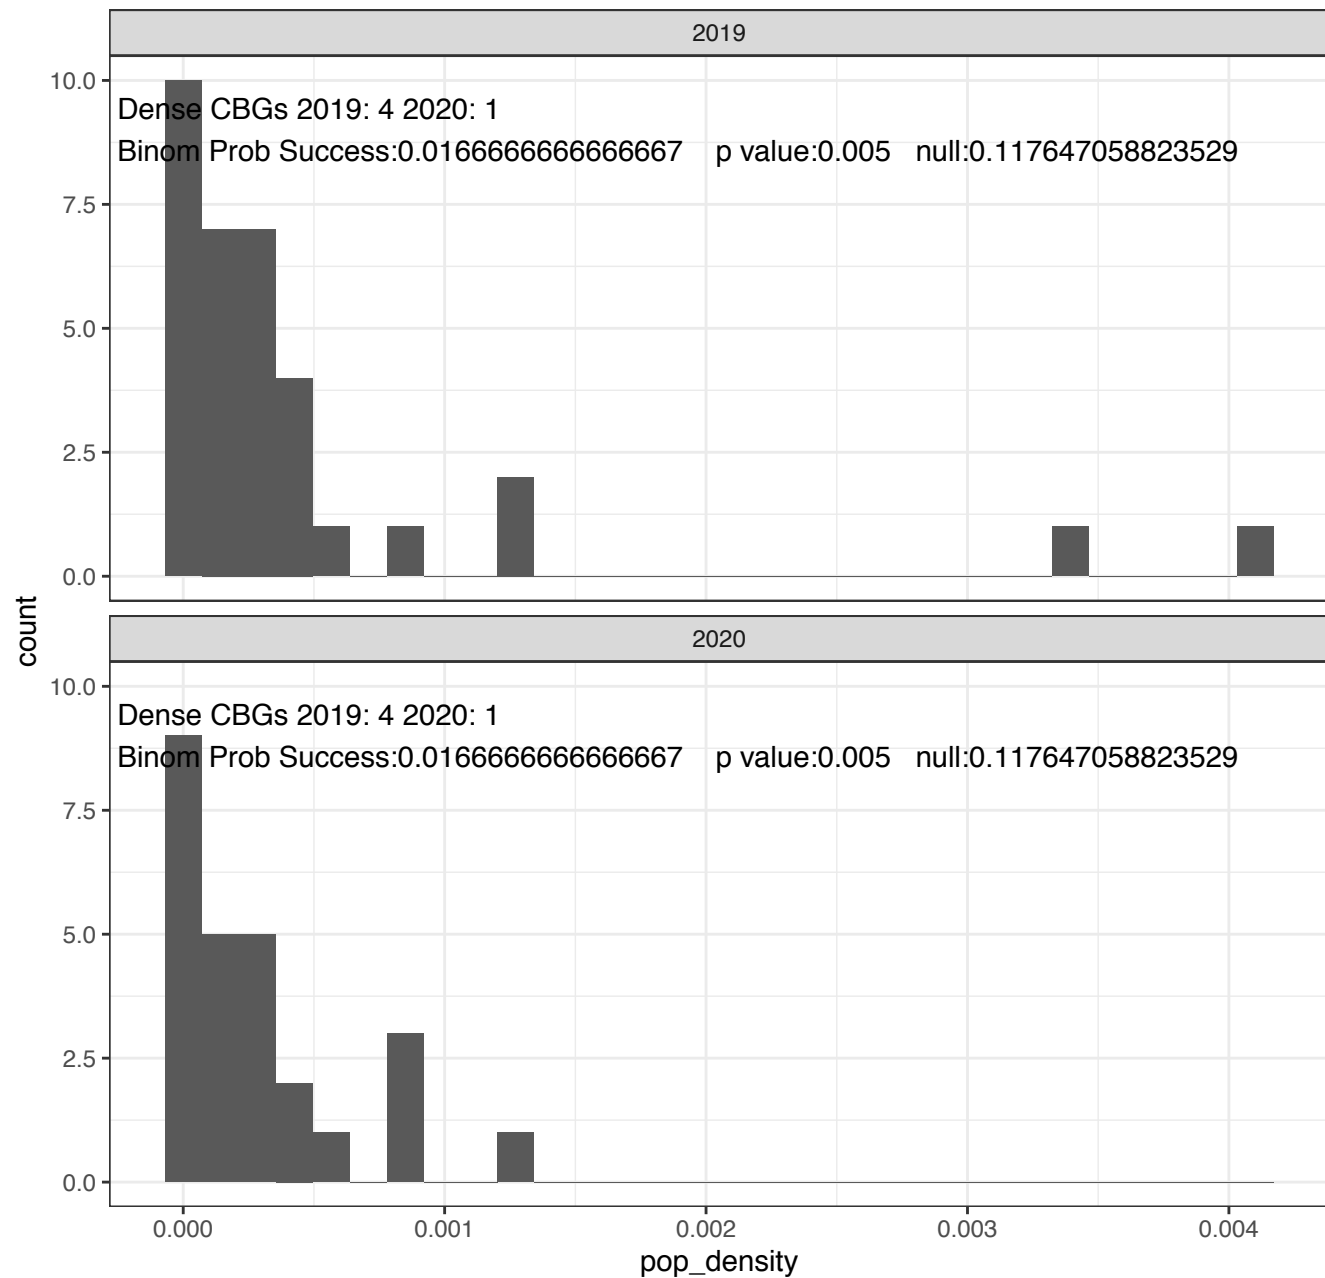 2019
10.0
Dense CBGs 2019: 4 2020: 1
Binom Prob Success:0.0166666666666667 p value:0.005 null:0.117647058823529
7.5
5.0
2.5
0.0
count
2020
10.0
Dense CBGs 2019: 4 2020: 1
Binom Prob Success:0.0166666666666667 p value:0.005 null:0.117647058823529
7.5
5.0
2.5
0.0
0.000 0.001 0.002 0.003 0.004
pop_density